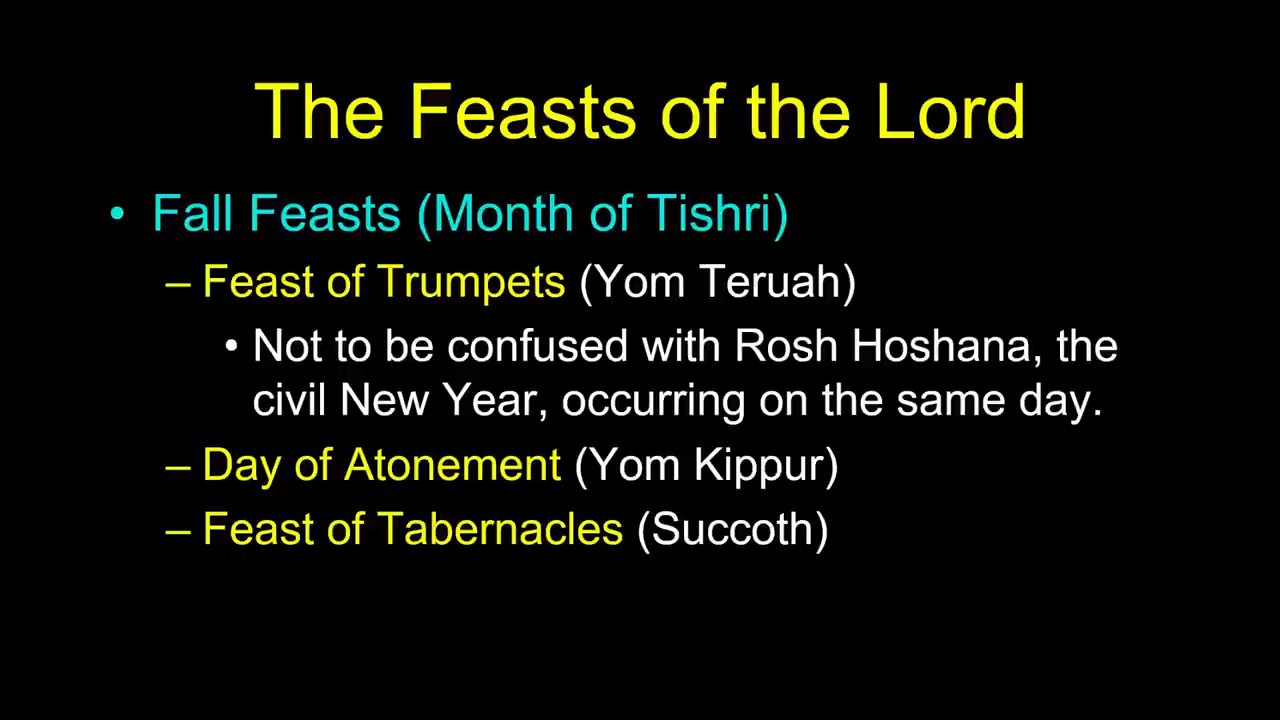 The Feasts of the Lord
• Fall Feasts (Month of Tishri)
– Feast of Trumpets (Yom Teruah)
• Not to be confused with Rosh Hoshana, the
civil New Year, occurring on the same day.
– Day of Atonement (Yom Kippur)
– Feast of Tabernacles (Succoth)